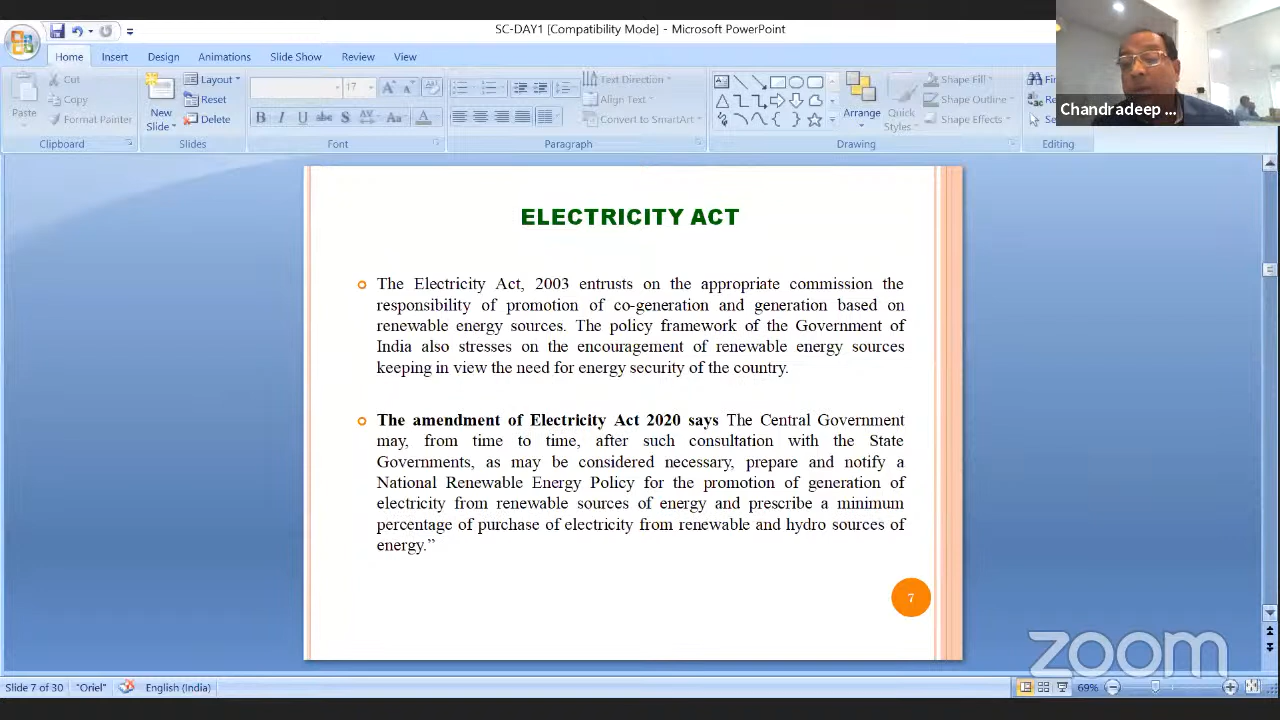 SC-DAY1 [Compatibility Mode] - Microsoft PowerPoint
Home Insert Design Animations Slide Show Review View
Paste
Cut
Copy
Format Painter
Clipboard
New Slide
Layout
Reset
Delete
Slides
17
B I U abc S AV Aa A
Font
Text Direction
Align Text
Convert to SmartArt
Paragraph
Arrange
Quick Styles
Shape Fill
Shape Outline
Shape Effects
Drawing
Editing
Chandradeep ...
ELECTRICITY ACT
The Electricity Act, 2003 entrusts on the appropriate commission the
responsibility of promotion of co-generation and generation based on
renewable energy sources. The policy framework of the Government of
India also stresses on the encouragement of renewable energy sources
keeping in view the need for energy security of the country.
The amendment of Electricity Act 2020 says The Central Government
may, from time to time, after such consultation with the State
Governments, as may be considered necessary, prepare and notify a
National Renewable Energy Policy for the promotion of generation of
electricity from renewable sources of energy and prescribe a minimum
percentage of purchase of electricity from renewable and hydro sources of
energy.”
7
zoom
Slide 7 of 30 "Oriel" English (India) 69%